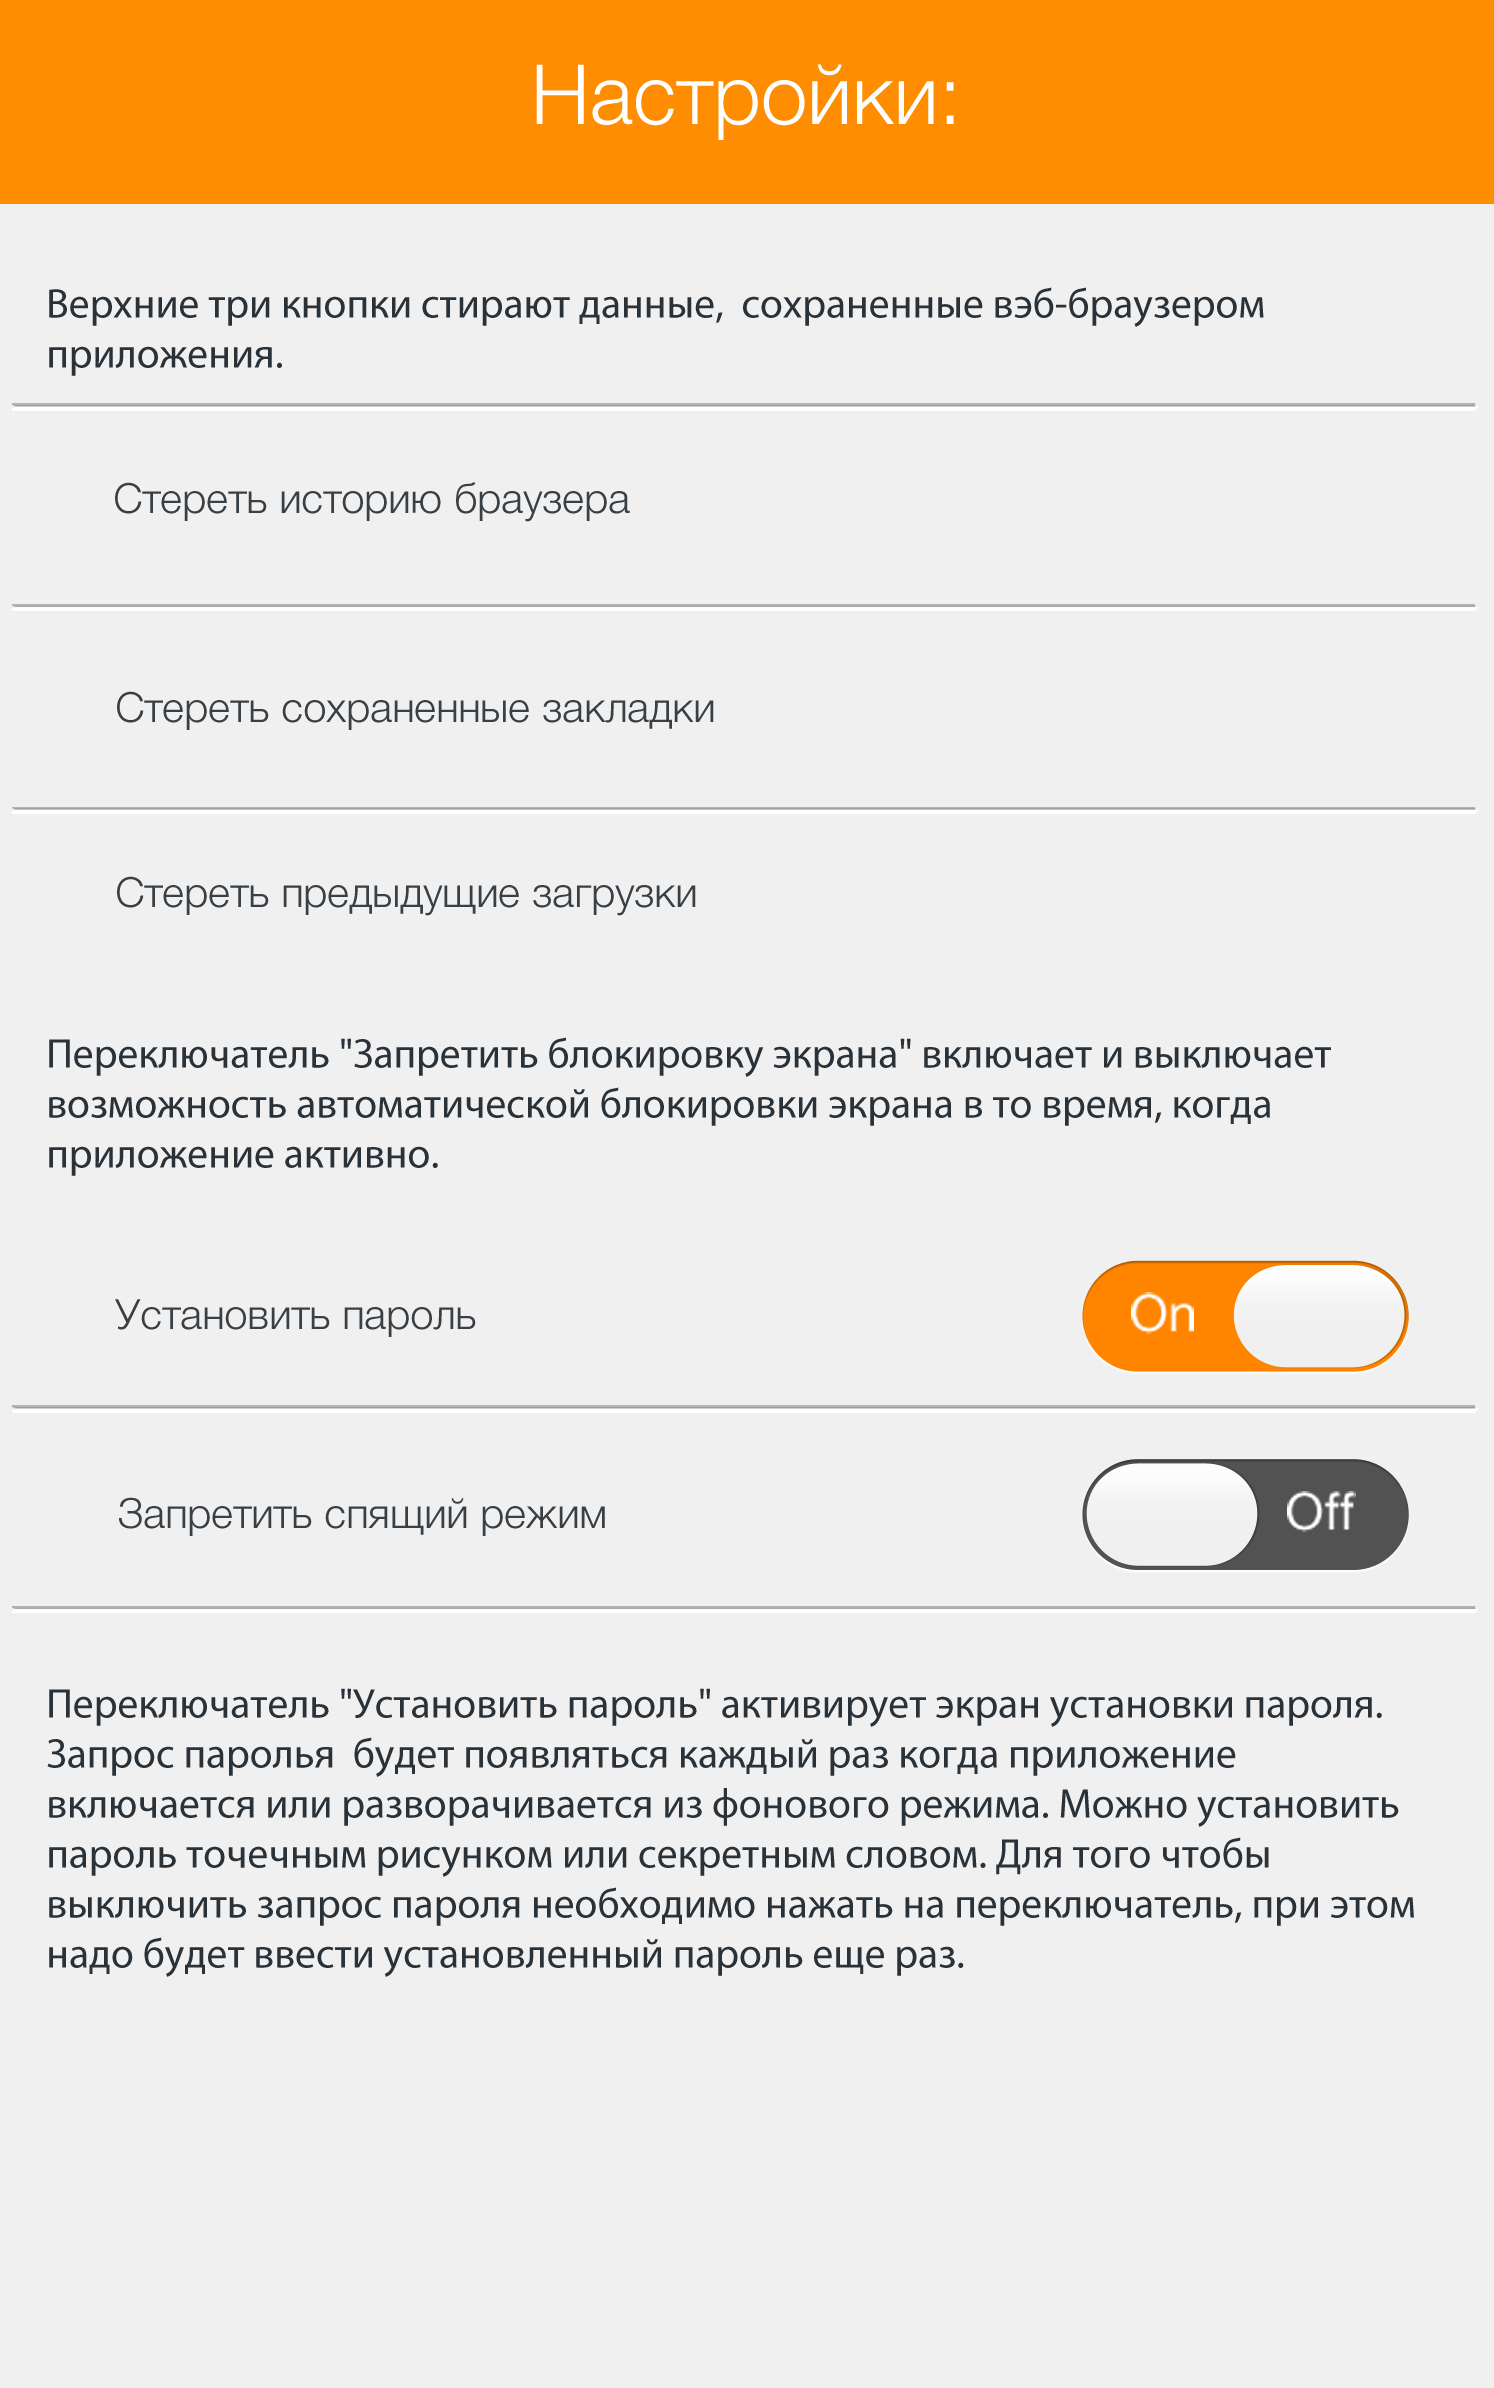 Настройки:
Верхние три кнопки стирают данные,  сохраненные вэб-браузером
приложения.
Стереть историю браузера
Стереть сохраненные закладки
Стереть предыдущие загрузки
Переключатель "Запретить блокировку экрана" включает и выключает
возможность автоматической блокировки экрана в то время, когда
приложение активно.
Установить пароль On
Запретить спящий режим Off
Переключатель "Установить пароль" активирует экран установки пароля.
Запрос паролья  будет появляться каждый раз когда приложение
включается или разворачивается из фонового режима. Можно установить
пароль точечным рисунком или секретным словом. Для того чтобы
выключить запрос пароля необходимо нажать на переключатель, при этом
надо будет ввести установленный пароль еще раз.